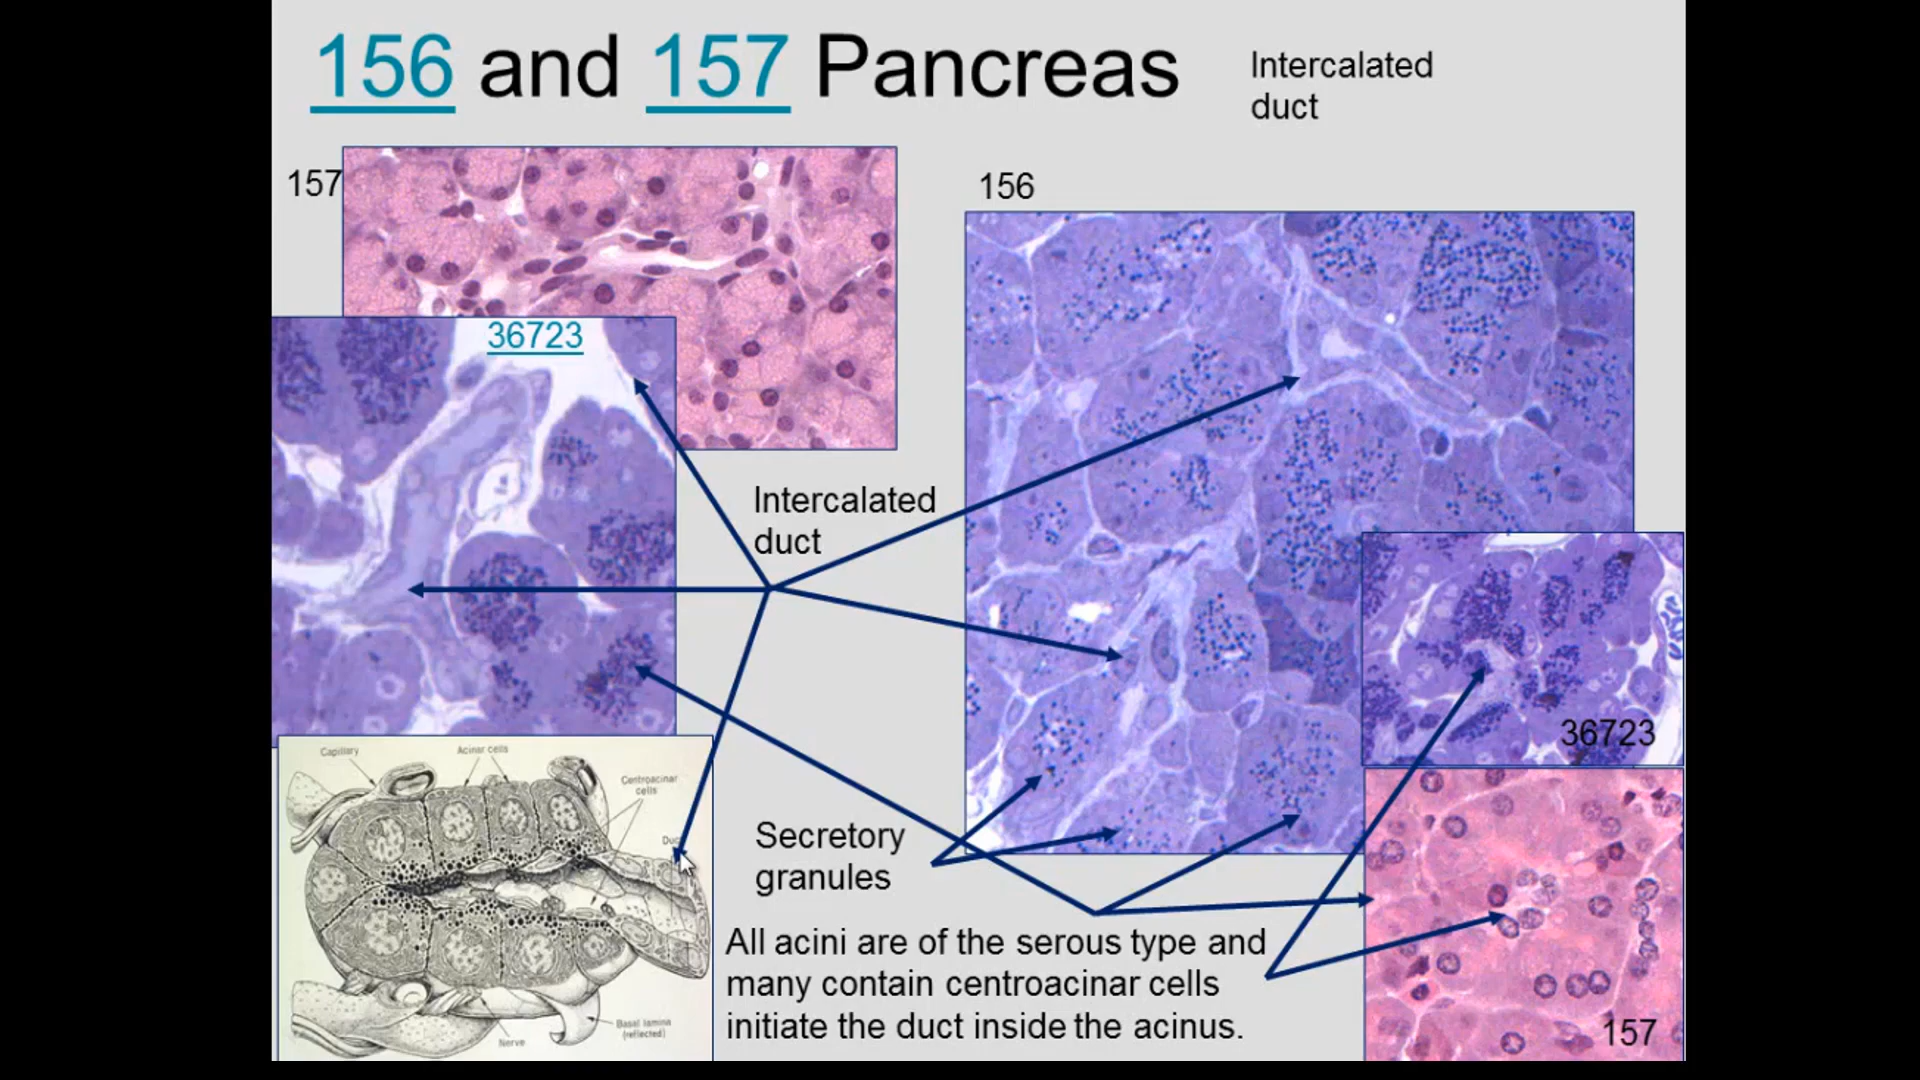 156 and 157 Pancreas
Intercalated
duct
157
156
36723
Intercalated
duct
36723
Capillary
Acinar cells
Centroacinar
cells
Secretory
granules
All acini are of the serous type and
many contain centroacinar cells
initiate the duct inside the acinus.
Basal lamina
(reflected)
Nerve
157